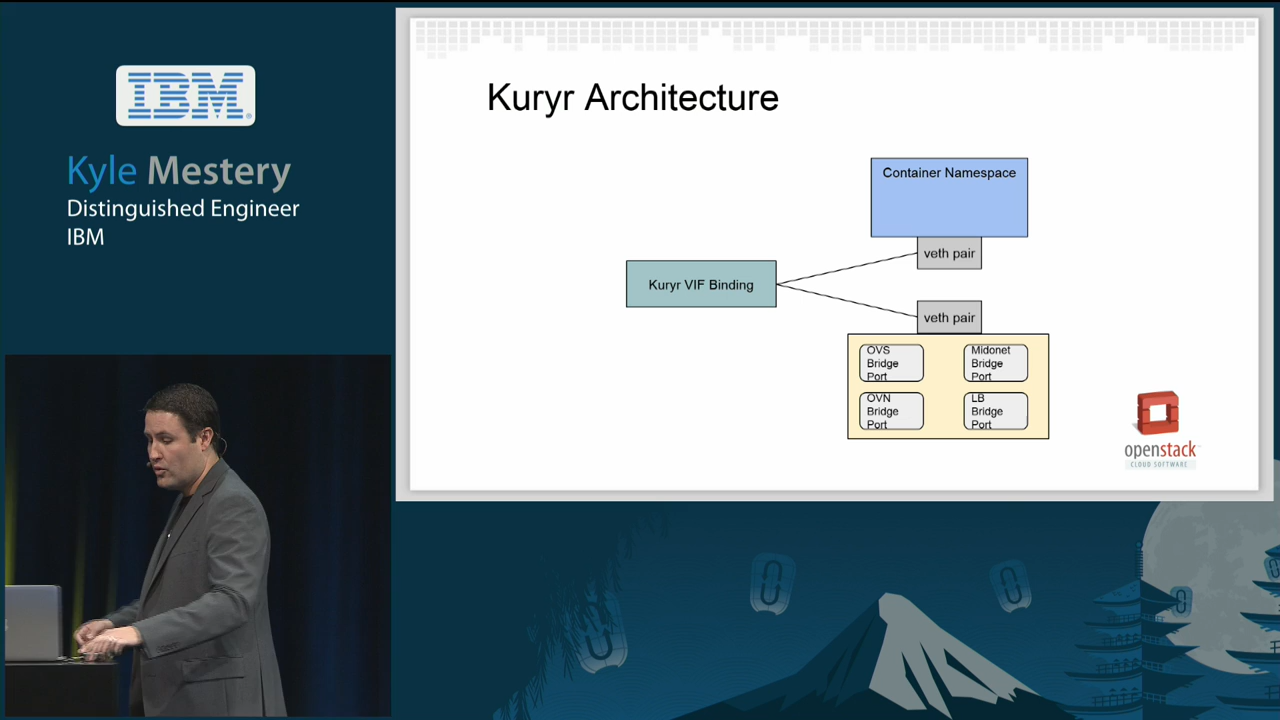 IBM
Kyle Mestery
Distinguished Engineer
IBM
Kuryr Architecture
Container Namespace
veth pair
Kuryr VIF Binding
veth pair
OVS
Bridge
Port
Midonet
Bridge
Port
OVN
Bridge
Port
LB
Bridge
Port
openstack
CLOUD SOFTWARE